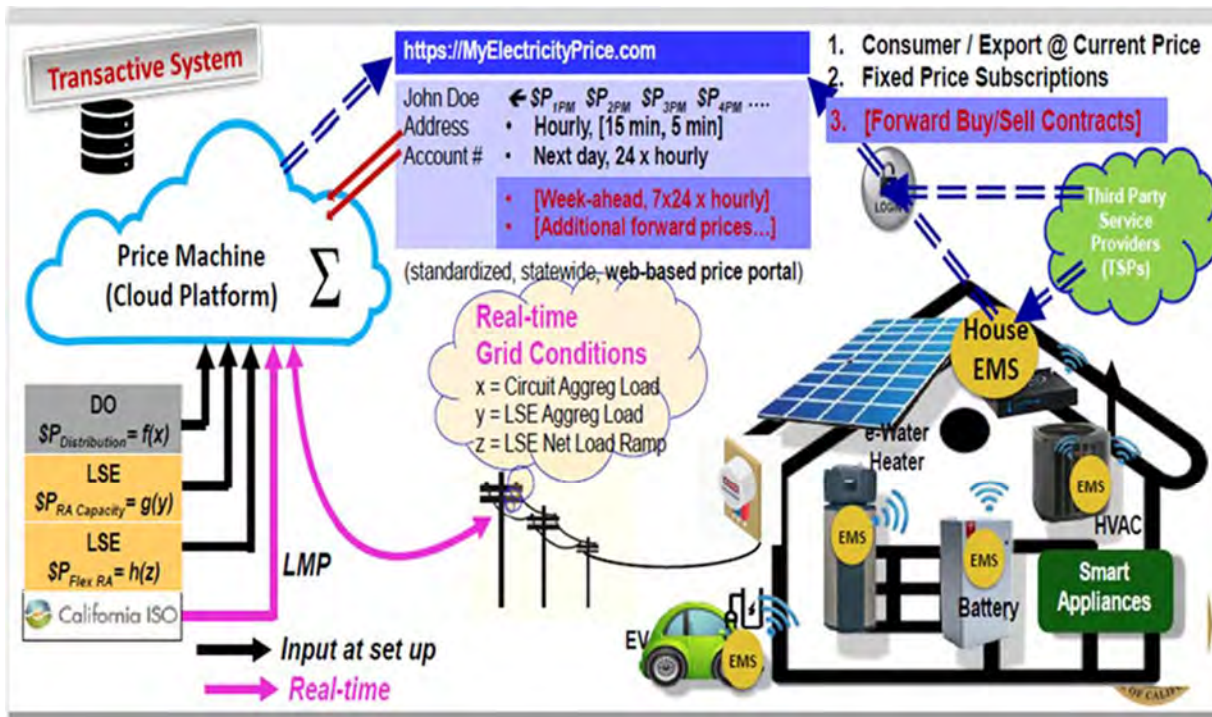 Transactive System
https://MyElectricityPrice.com
John Doe ← $P1PM $P2PM $P3PM $P4PM ....
Address • Hourly, [15 min, 5 min]
Account # • Next day, 24 x hourly
• [Week-ahead, 7x24 x hourly]
• [Additional forward prices...]
(standardized, statewide, web-based price portal)
1. Consumer / Export @ Current Price
2. Fixed Price Subscriptions
3. [Forward Buy/Sell Contracts]
LOGIN
Third Party
Service
Providers
(TSPs)
Price Machine
(Cloud Platform)
Σ
Real-time
Grid Conditions
x = Circuit Aggreg Load
y = LSE Aggreg Load
z = LSE Net Load Ramp
House
EMS
e-Water
Heater
EMS
HVAC
EMS
EMS
Battery
Smart
Appliances
EV
EMS
DO
$PDistribution= f(x)
LSE
$PRA Capacity= g(y)
LSE
$PFlex RA= h(z)
California ISO
LMP
Input at set up
Real-time
OF CALIF